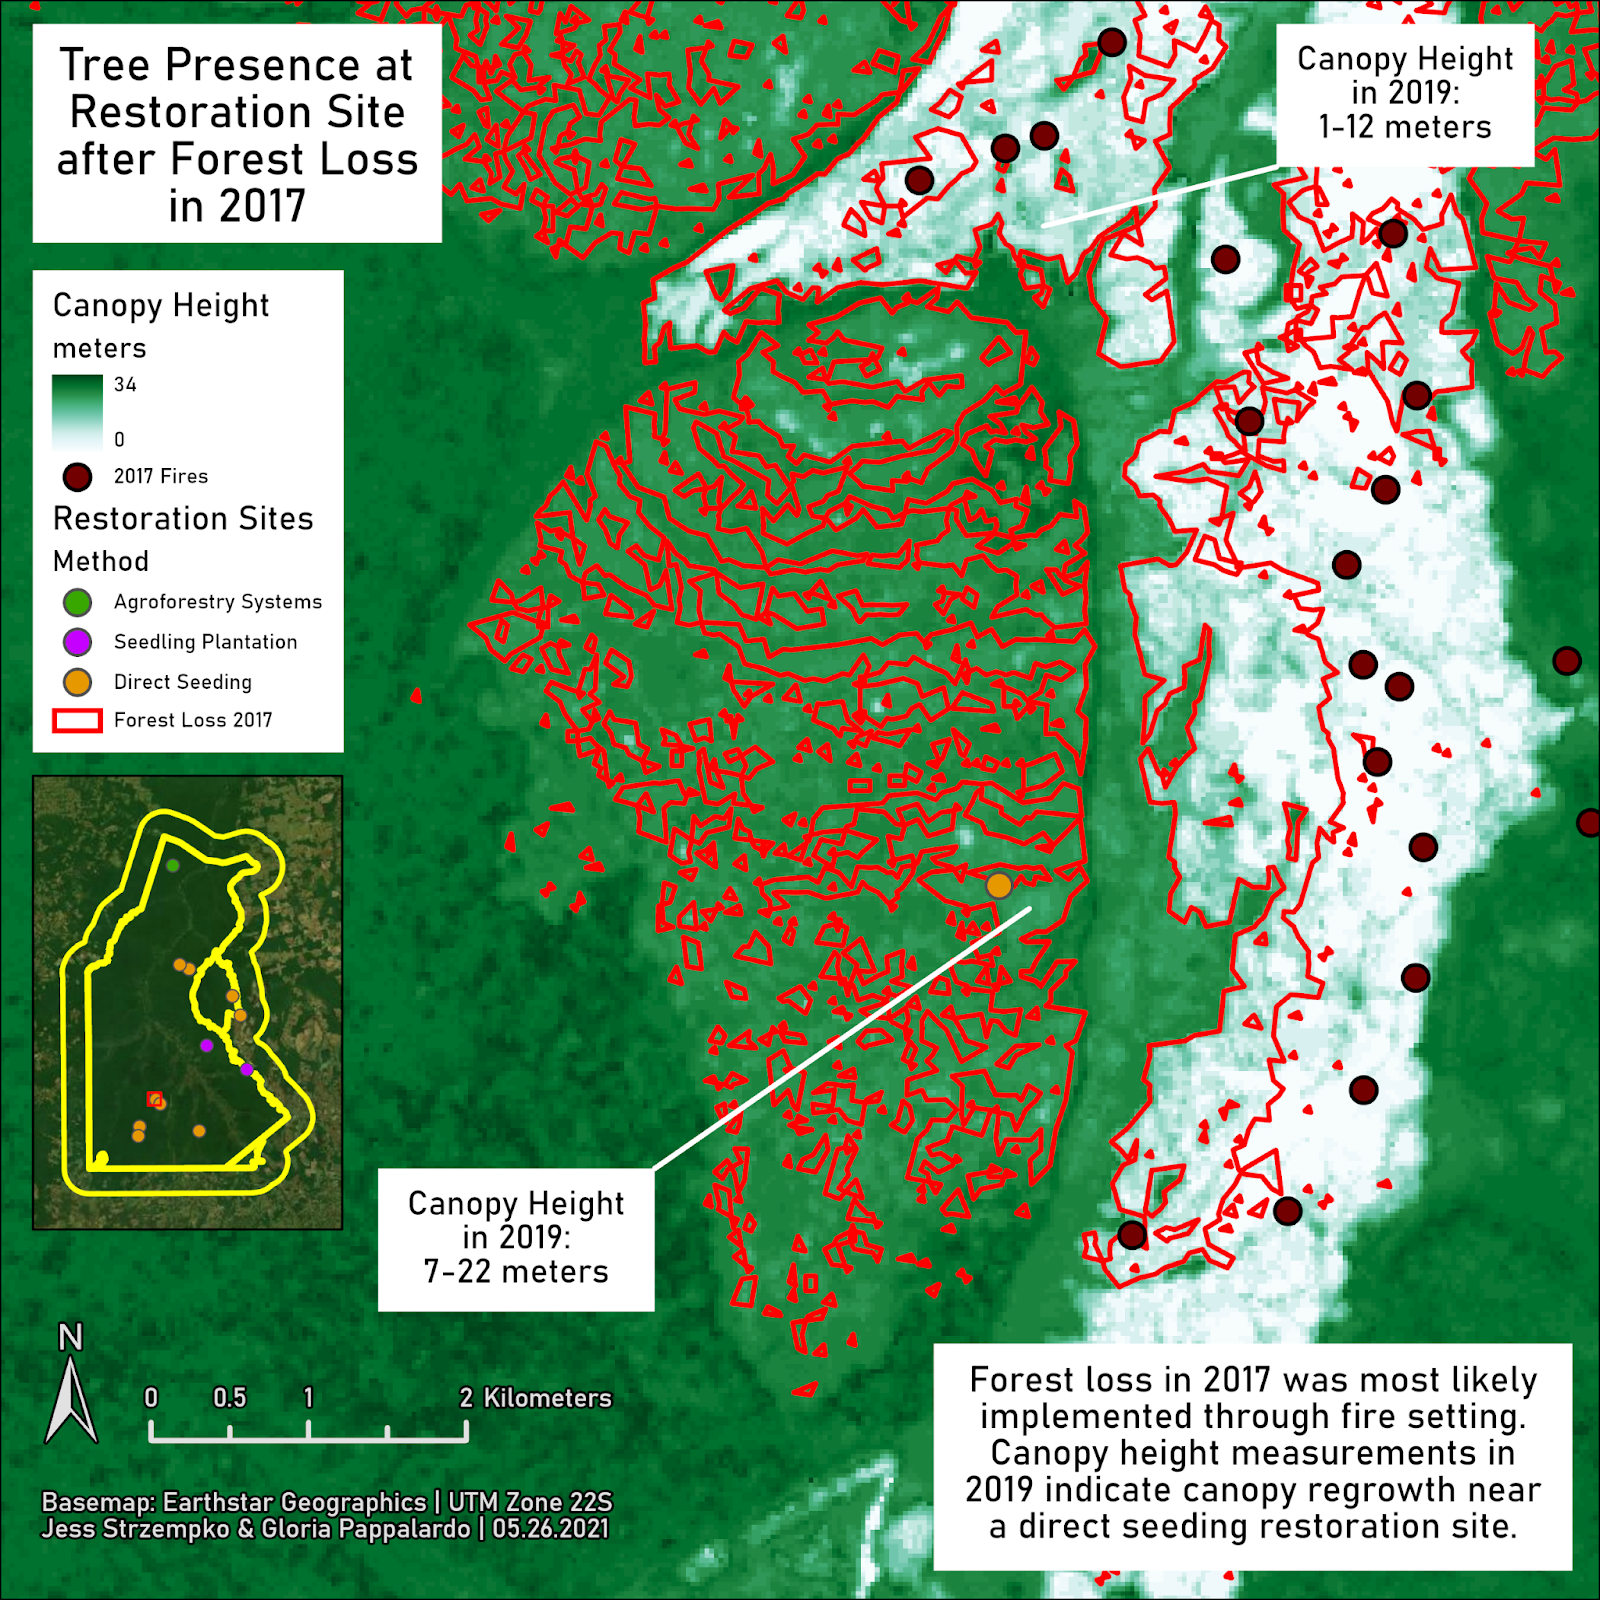 Tree Presence at
Restoration Site
after Forest Loss
in 2017
Canopy Height
in 2019:
1-12 meters
Canopy Height
meters
34
0
2017 Fires
Restoration Sites
Method
Agroforestry Systems
Seedling Plantation
Direct Seeding
Forest Loss 2017
Canopy Height
in 2019:
7-22 meters
N
0 0.5 1 2 Kilometers
Forest loss in 2017 was most likely
implemented through fire setting.
Canopy height measurements in
2019 indicate canopy regrowth near
a direct seeding restoration site.
Basemap: Earthstar Geographics | UTM Zone 22S
Jess Strzempko & Gloria Pappalardo | 05.26.2021